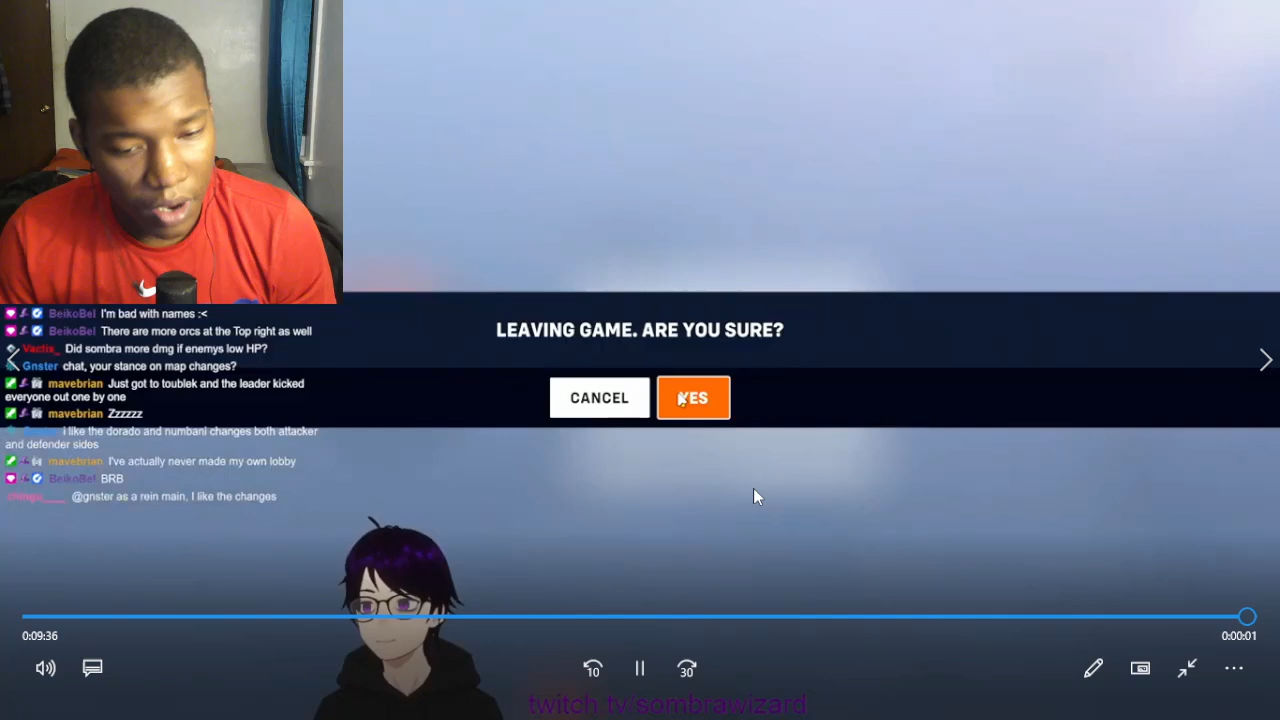 BeikoBel I'm bad with names :<
BeikoBel There are more orcs at the Top right as well
Vactis_ Did sombra more dmg if enemys low HP?
Gnster chat, your stance on map changes?
mavebrian Just got to toublek and the leader kicked
everyone out one by one
mavebrian Zzzzzz
i like the dorado and numbani changes both attacker
and defender sides
mavebrian I've actually never made my own lobby
BeikoBel BRB
@gnster as a rein main, I like the changes
LEAVING GAME. ARE YOU SURE?
CANCEL
YES
0:09:36
0:00:01
10
30
twitch tv sombrawizard